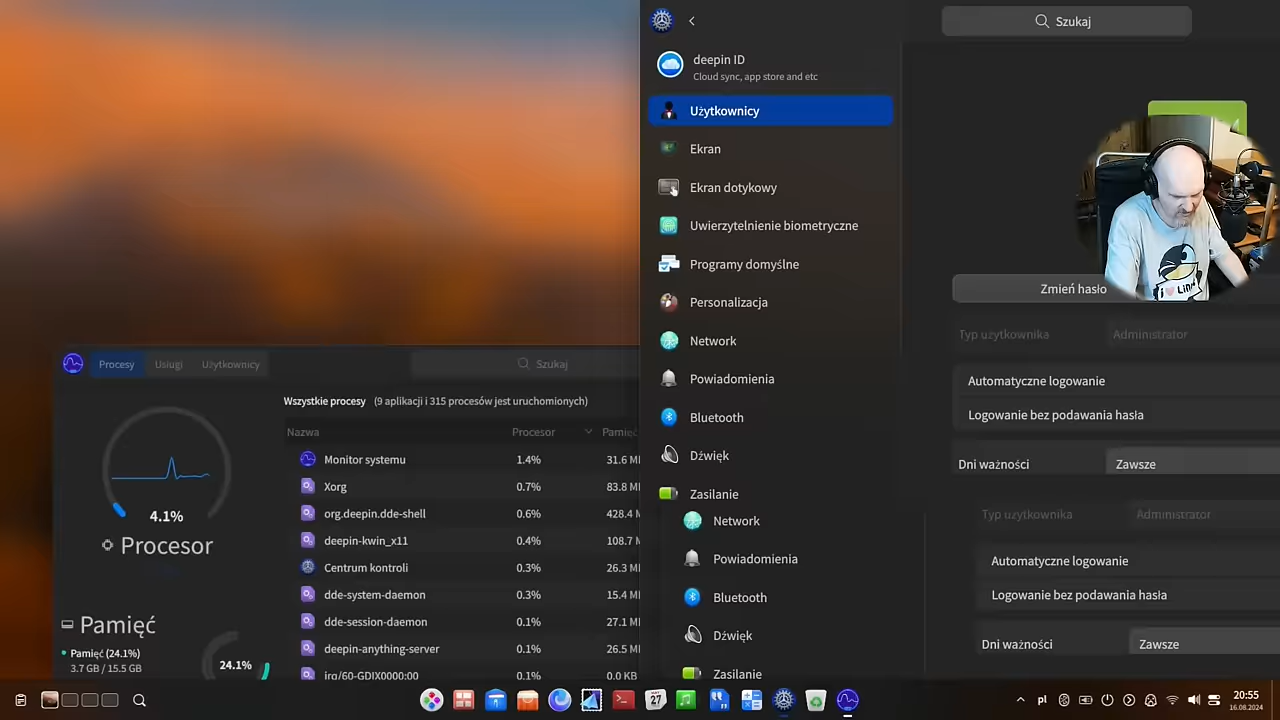 Szukaj
deepin ID
Cloud sync, app store and etc
Użytkownicy
Ekran
Ekran dotykowy
Uwierzytelnienie biometryczne
Programy domyślne
Personalizacja
Network
Powiadomienia
Bluetooth
Dźwięk
Zasilanie
Zmień hasło
Typ użytkownika Administrator
Automatyczne logowanie
Logowanie bez podawania hasła
Dni ważności Zawsze
Network
Powiadomienia
Bluetooth
Dźwięk
Zasilanie
Typ użytkownika Administrator
Automatyczne logowanie
Logowanie bez podawania hasła
Dni ważności Zawsze
Procesy Usługi Użytkownicy Szukaj
Wszystkie procesy (9 aplikacji i 315 procesów jest uruchomionych)
Nazwa Procesor
Monitor systemu 1.4% 31.6
Xorg 0.7% 83.8
org.deepin.dde-shell 0.6% 428.4
deepin-kwin_x11 0.4% 108.7
Centrum kontroli 0.3% 26.3
dde-system-daemon 0.3% 15.4
dde-session-daemon 0.1% 27.1
deepin-anything-server 0.1% 26.5
irq/60-GDIX0000:00 0.1% 0.0
4.1%
Procesor
Pamięć
Pamięć (24.1%)
3.7 GB / 15.5 GB
24.1%
I ♥ Linu
27
pl
20:55
16.08.2024